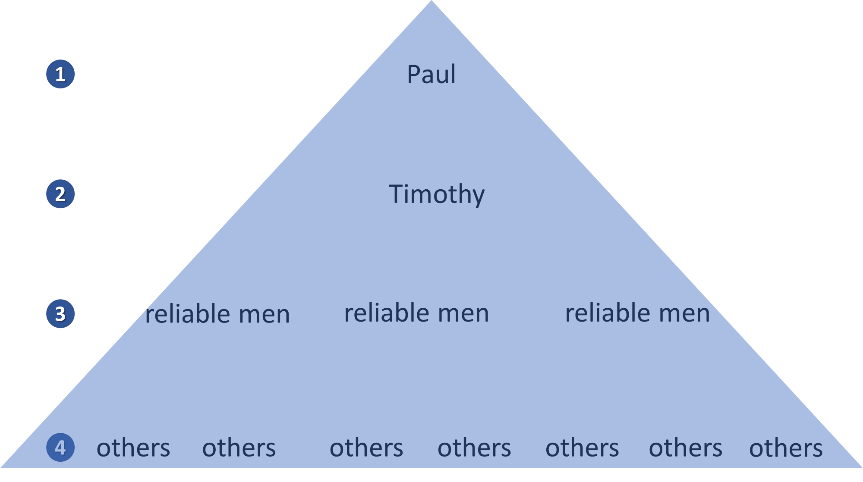 1 Paul
2 Timothy
3 reliable men reliable men reliable men
4 others others others others others others others